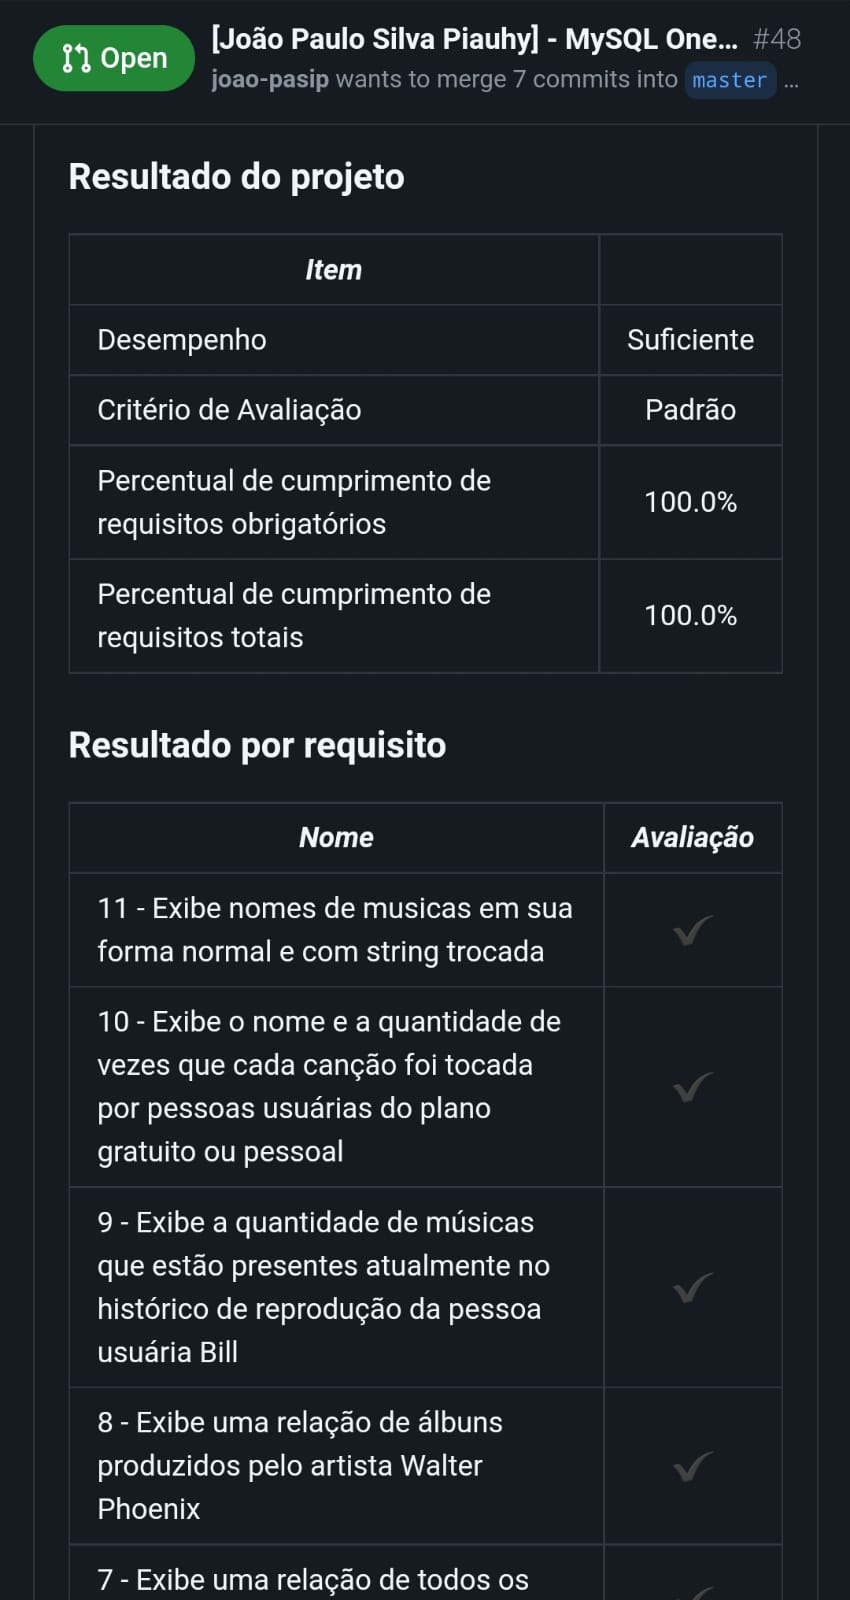 Open
[João Paulo Silva Piauhy] - MySQL One... #48
joao-pasip wants to merge 7 commits into master ...
Resultado do projeto
Item
Desempenho Suficiente
Critério de Avaliação Padrão
Percentual de cumprimento de
requisitos obrigatórios
100.0%
Percentual de cumprimento de
requisitos totais
100.0%
Resultado por requisito
Nome Avaliação
11 - Exibe nomes de musicas em sua
forma normal e com string trocada
10 - Exibe o nome e a quantidade de
vezes que cada canção foi tocada
por pessoas usuárias do plano
gratuito ou pessoal
9 - Exibe a quantidade de músicas
que estão presentes atualmente no
histórico de reprodução da pessoa
usuária Bill
8 - Exibe uma relação de álbuns
produzidos pelo artista Walter
Phoenix
7 - Exibe uma relação de todos os